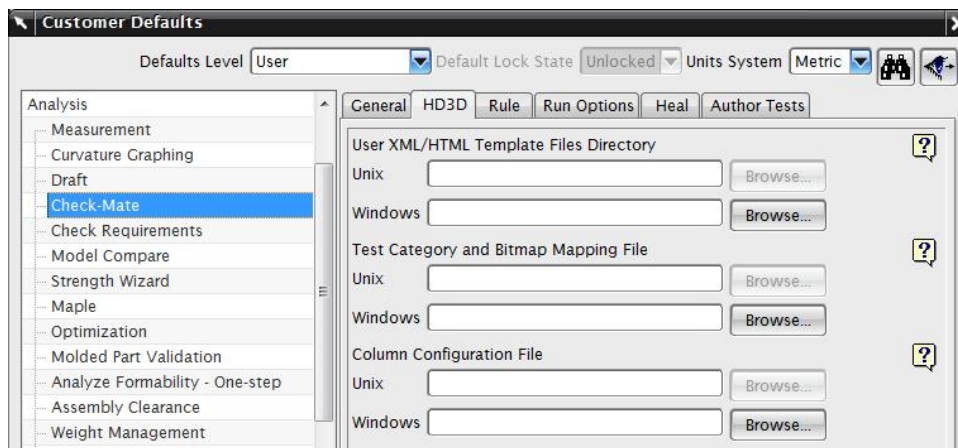 Customer Defaults
Defaults Level User Default Lock State Unlocked Units System Metric
Analysis
Measurement
Curvature Graphing
Draft
Check-Mate
Check Requirements
Model Compare
Strength Wizard
Maple
Optimization
Molded Part Validation
Analyze Formability - One-step
Assembly Clearance
Weight Management
General HD3D Rule Run Options Heal Author Tests
User XML/HTML Template Files Directory ?
Unix Browse...
Windows Browse...
Test Category and Bitmap Mapping File ?
Unix Browse...
Windows Browse...
Column Configuration File ?
Unix Browse...
Windows Browse...